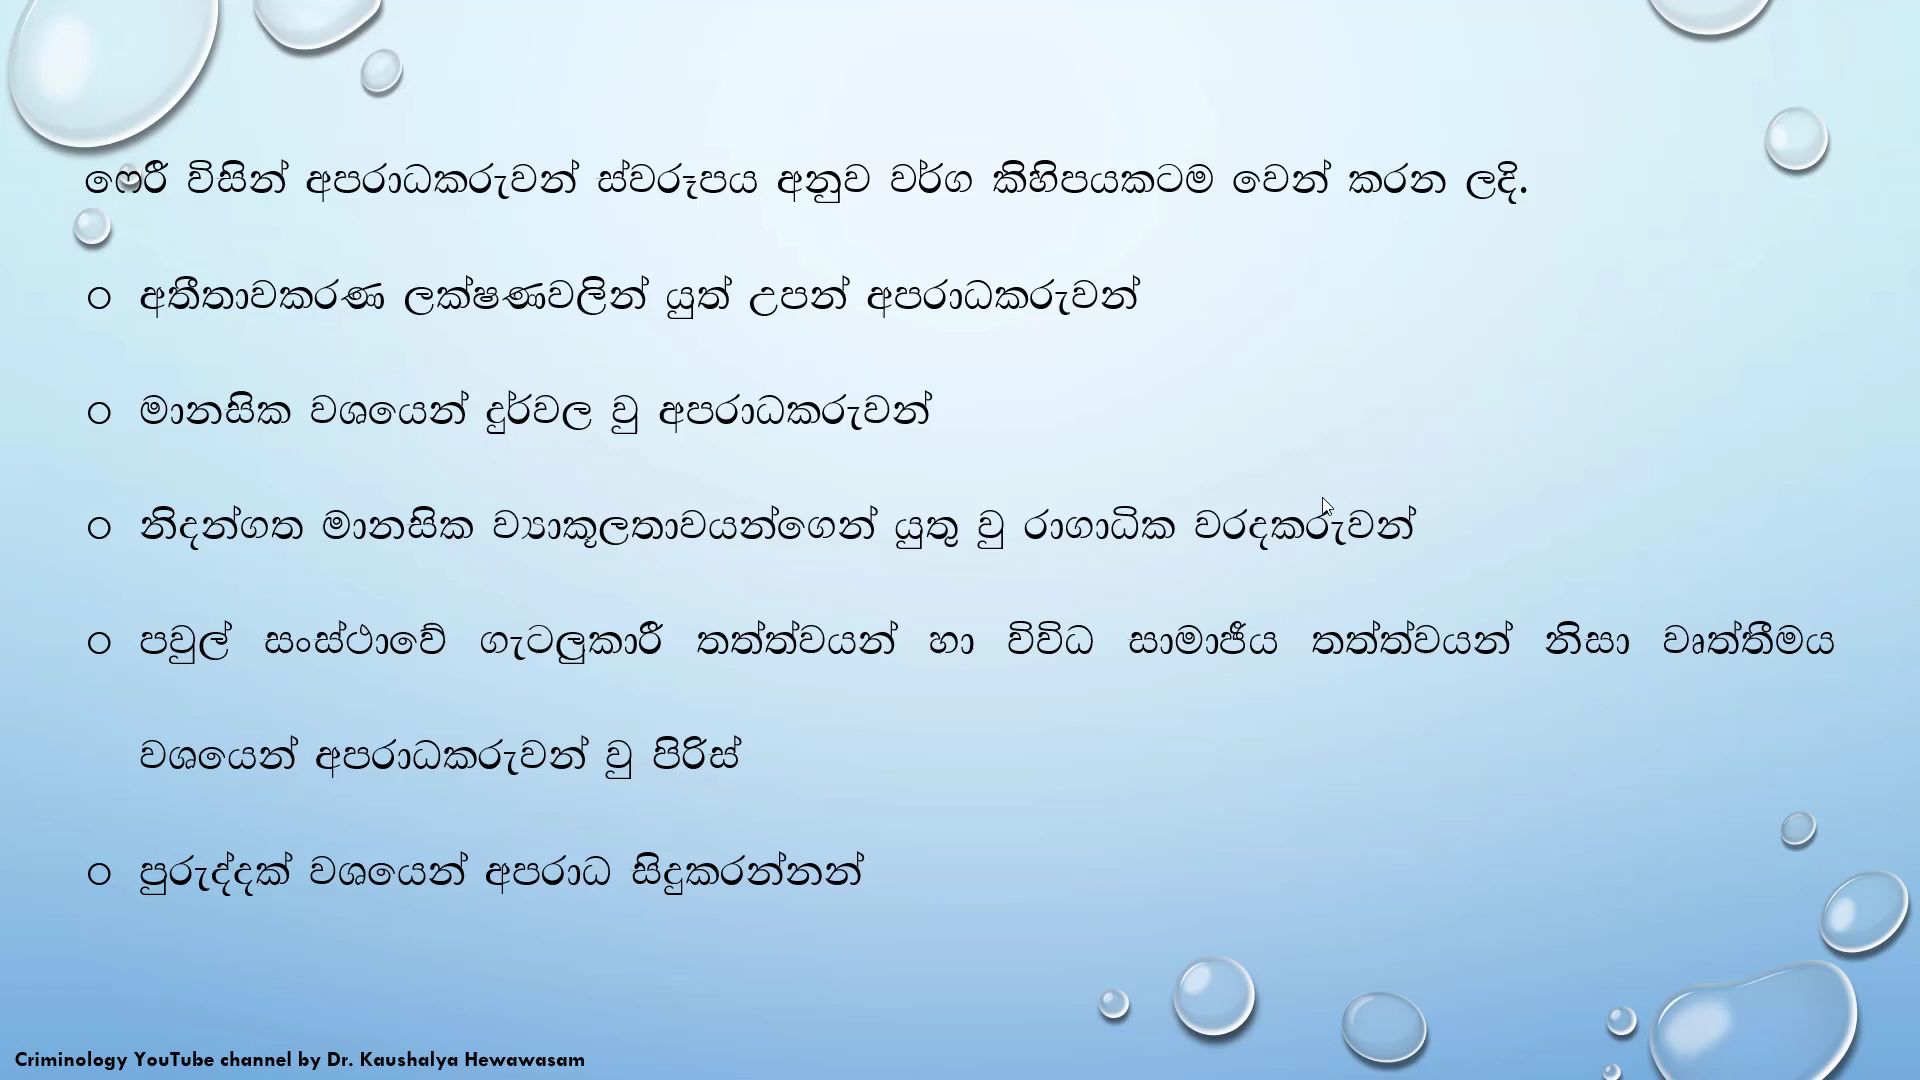 ෆෙරී විසින් අපරාධකරුවන් ස්වරූපය අනුව වර්ග කිහිපයකටම වෙන් කරන ලදි.
○ අතීතාවකරණ ලක්ෂණවලින් යුත් උපන් අපරාධකරුවන්
○ මානසික වශයෙන් දුර්වල වු අපරාධකරුවන්
○ නිදන්ගත මානසික ව්‍යාකූලතාවයන්ගෙන් යුතු වු රාගාධික වරදකරුවන්
○ පවුල් සංස්ථාවේ ගැටලුකාරී තත්ත්වයන් හා විවිධ සාමාජීය තත්ත්වයන් නිසා වෘත්තීමය
වශයෙන් අපරාධකරුවන් වු පිරිස්
○ පුරුද්දක් වශයෙන් අපරාධ සිදුකරන්නන්
Criminology YouTube channel by Dr. Kaushalya Hewawasam